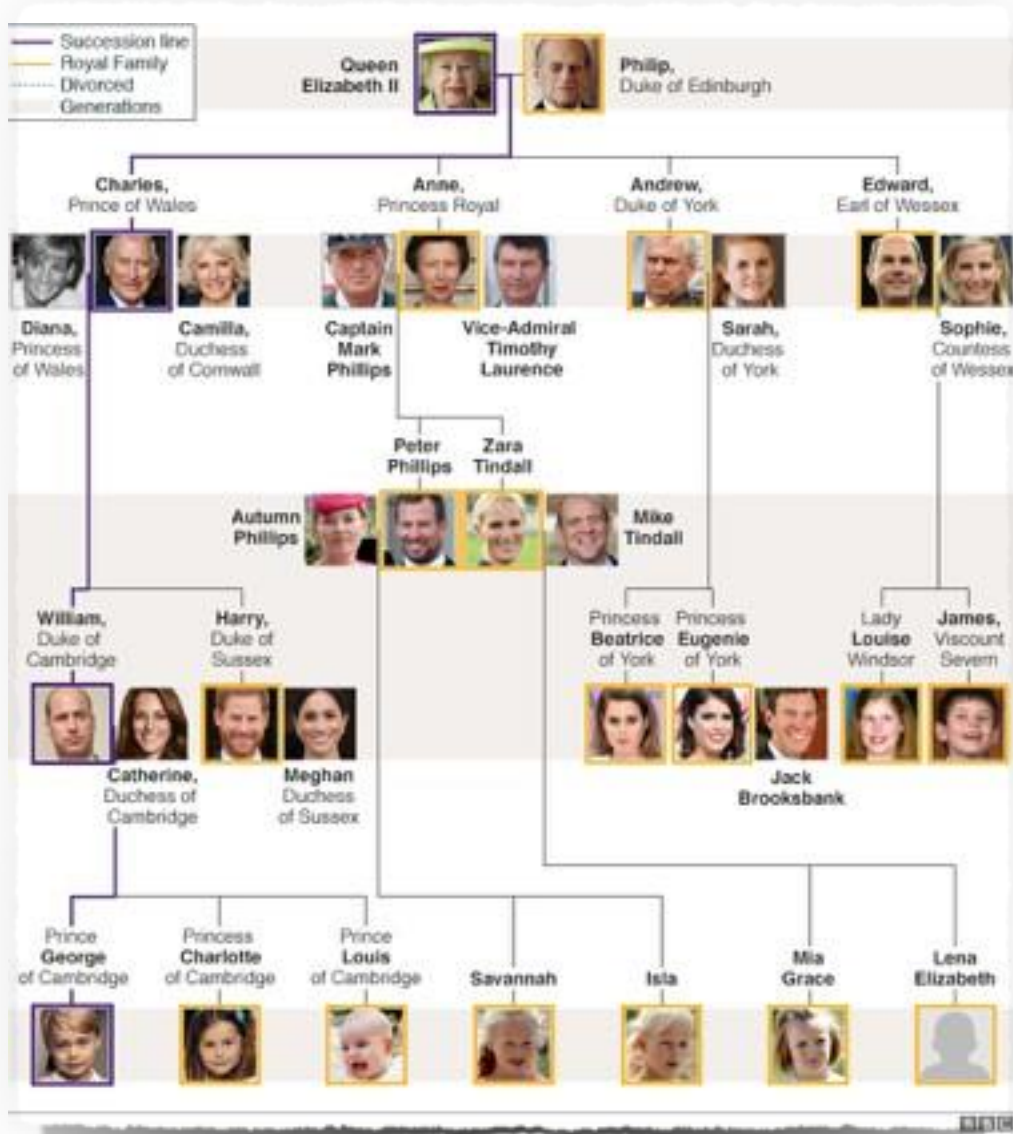 Succession line
Royal Family
Divorced
Generations
Queen
Elizabeth II
Philip,
Duke of Edinburgh
Charles,
Prince of Wales
Anne,
Princess Royal
Andrew,
Duke of York
Edward,
Earl of Wessex
Diana,
Princess
of Wales
Camilla,
Duchess
of Cornwall
Captain
Mark
Phillips
Vice-Admiral
Timothy
Laurence
Sarah,
Duchess
of York
Sophie,
Countess
of Wessex
Peter
Phillips
Zara
Tindall
Autumn
Phillips
Mike
Tindall
William,
Duke of
Cambridge
Harry,
Duke of
Sussex
Princess
Beatrice
of York
Princess
Eugenie
of York
Lady
Louise
Windsor
James,
Viscount
Severn
Catherine,
Duchess of
Cambridge
Meghan
Duchess
of Sussex
Jack
Brooksbank
Prince
George
of Cambridge
Princess
Charlotte
of Cambridge
Prince
Louis
of Cambridge
Savannah
Isla
Mia
Grace
Lena
Elizabeth